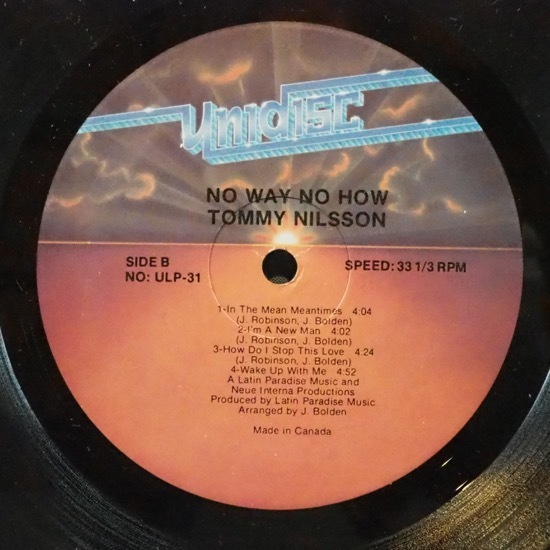 Unidisc
NO WAY NO HOW
TOMMY NILSSON
SIDE B
NO: ULP-31
SPEED: 33 1/3 RPM
1-In The Mean Meantimes 4:04
(J. Robinson, J. Bolden)
2-I'm A New Man 4:02
(J. Robinson, J. Bolden)
3-How Do I Stop This Love 4:24
(J. Robinson, J. Bolden)
4-Wake Up With Me 4:52
A Latin Paradise Music and
Neue Interna Productions
Produced by Latin Paradise Music
Arranged by J. Bolden
Made in Canada